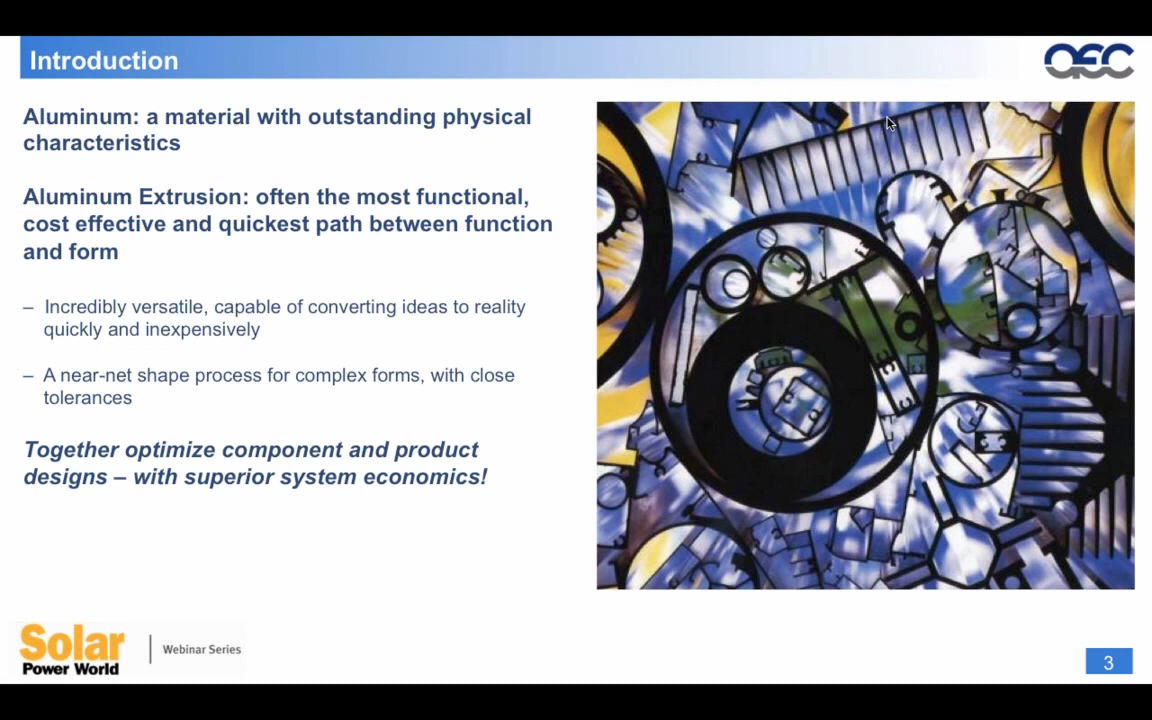 Introduction
AEC
Aluminum: a material with outstanding physical
characteristics
Aluminum Extrusion: often the most functional,
cost effective and quickest path between function
and form
– Incredibly versatile, capable of converting ideas to reality
quickly and inexpensively
– A near-net shape process for complex forms, with close
tolerances
Together optimize component and product
designs – with superior system economics!
Solar
Power World
Webinar Series
3